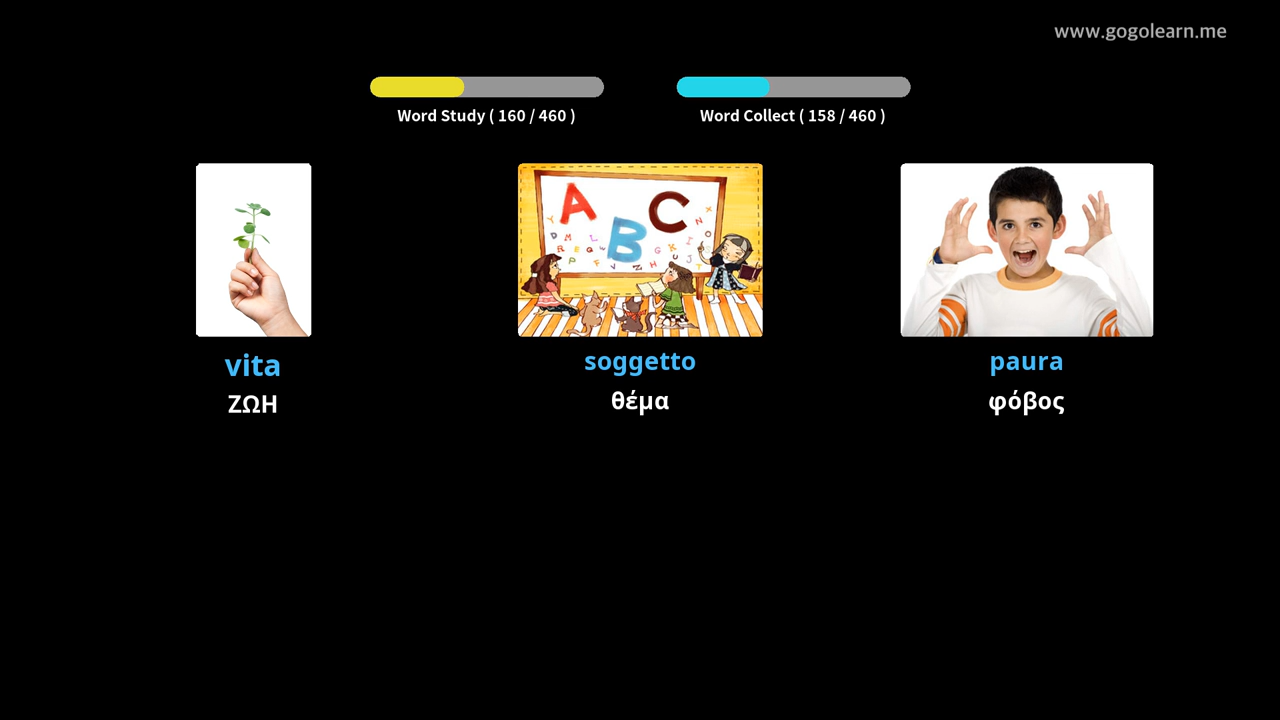 www.gogolearn.me
Word Study ( 160 / 460 )
Word Collect ( 158 / 460 )
A
B
C
vita
ΖΩΗ
soggetto
θέμα
paura
φόβος